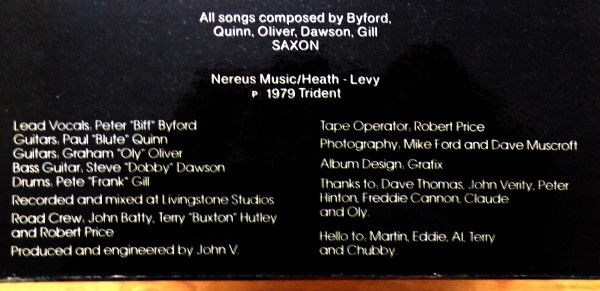 All songs composed by Byford,
Quinn, Oliver, Dawson, Gill
SAXON
Nereus Music/Heath - Levy
P 1979 Trident
Lead Vocals, Peter "Biff" Byford
Guitars, Paul "Blute" Quinn
Guitars, Graham "Oly" Oliver
Bass Guitar, Steve "Dobby" Dawson
Drums, Pete "Frank" Gill
Recorded and mixed at Livingstone Studios
Road Crew, John Batty, Terry "Buxton" Hutley
and Robert Price
Produced and engineered by John V.
Tape Operator, Robert Price
Photography, Mike Ford and Dave Muscroft
Album Design, Grafix
Thanks to, Dave Thomas, John Verity, Peter
Hinton, Freddie Cannon, Claude
and Oly.
Hello to, Martin, Eddie, Al, Terry
and Chubby.